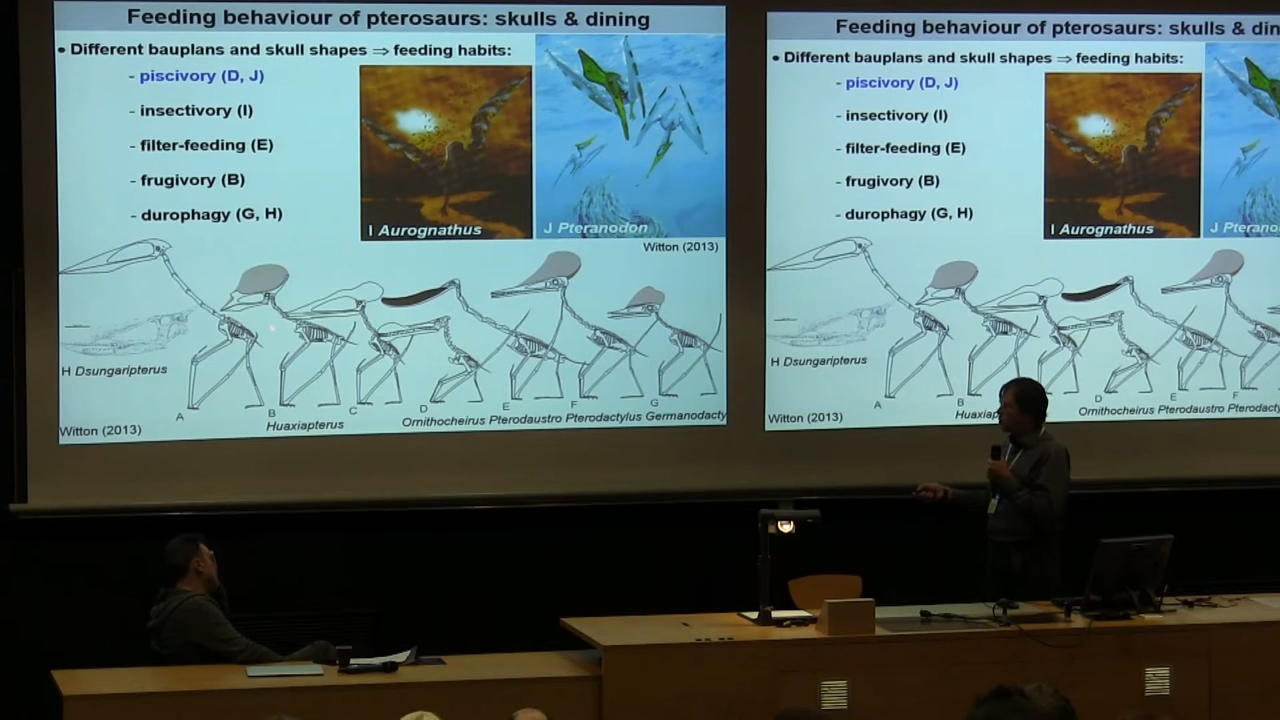 Feeding behaviour of pterosaurs: skulls & dining
• Different bauplans and skull shapes ⇒ feeding habits:
- piscivory (D, J)
- insectivory (I)
- filter-feeding (E)
- frugivory (B)
- durophagy (G, H)
I Aurognathus
J Pteranodon
Witton (2013)
H Dsungaripterus
A
B
C
D
E
F
G
Huaxiapterus
Ornithocheirus Pterodaustro Pterodactylus Germanodacty
Witton (2013)
Feeding behaviour of pterosaurs: skulls & din
• Different bauplans and skull shapes ⇒ feeding habits:
- piscivory (D, J)
- insectivory (I)
- filter-feeding (E)
- frugivory (B)
- durophagy (G, H)
I Aurognathus
J Pterano
H Dsungaripterus
A
B
D
E
F
Huaxiap
Ornithocheirus Pterodaustro Pterodact
Witton (2013)